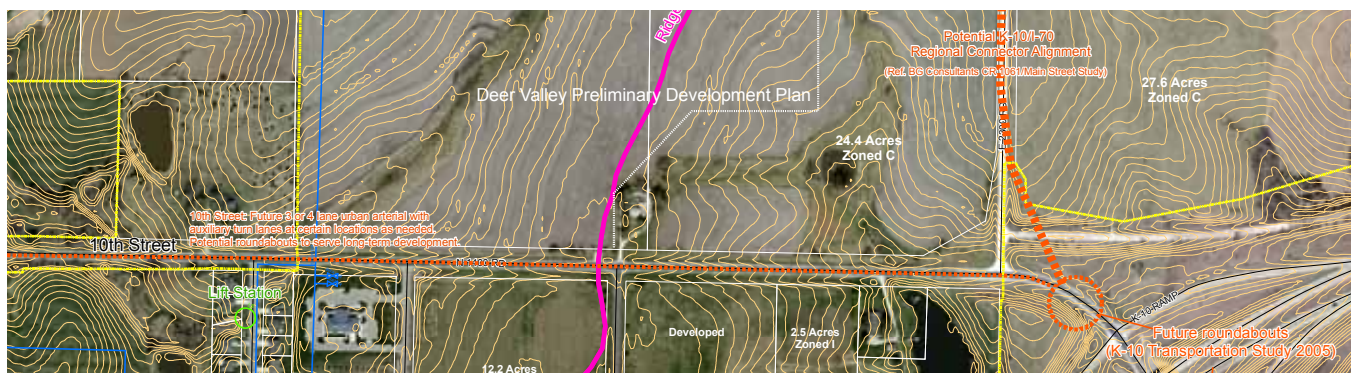 Ridge
Potential K-10/I-70
Regional Connector Alignment
(Ref. BG Consultants CR 1061/Main Street Study)
27.6 Acres
Zoned C
Deer Valley Preliminary Development Plan
24.4 Acres
Zoned C
10th Street: Future 3 or 4 lane urban arterial with
auxiliary turn lanes at certain locations as needed.
Potential roundabouts to serve long-term development.
10th Street
N 1400 RD
Lift Station
K-10 RAMP
Developed
2.5 Acres
Zoned I
Future roundabouts
(K-10 Transportation Study 2005)
12.2 Acres